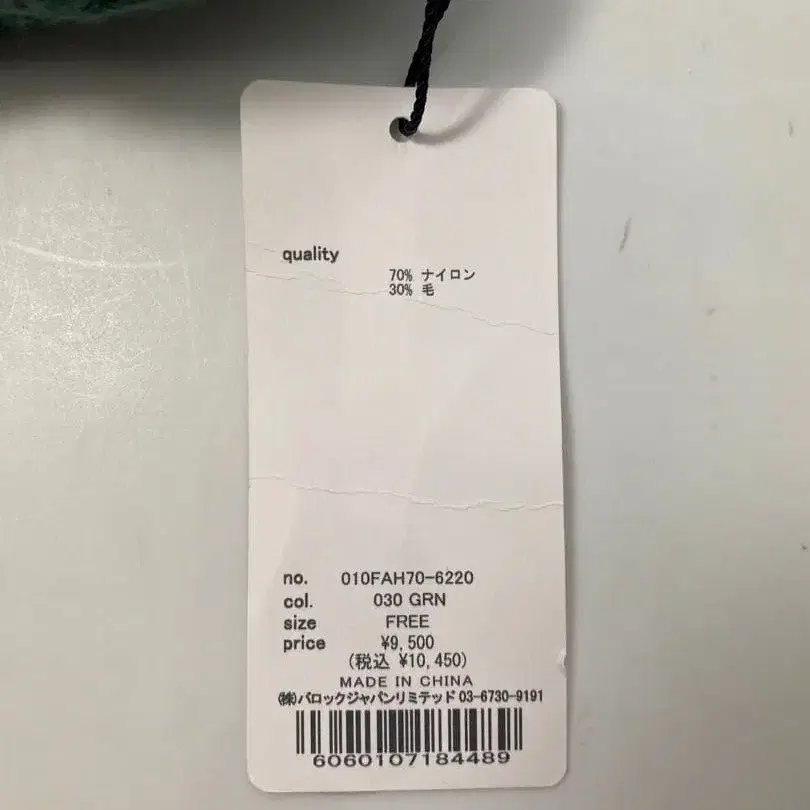 quality
70% ナイロン
30% 毛
no. 010FAH70-6220
col. 030 GRN
size FREE
price ¥9,500
(税込 ¥10,450)
MADE IN CHINA
㈱バロックジャパンリミテッド 03-6730-9191
6060107184489